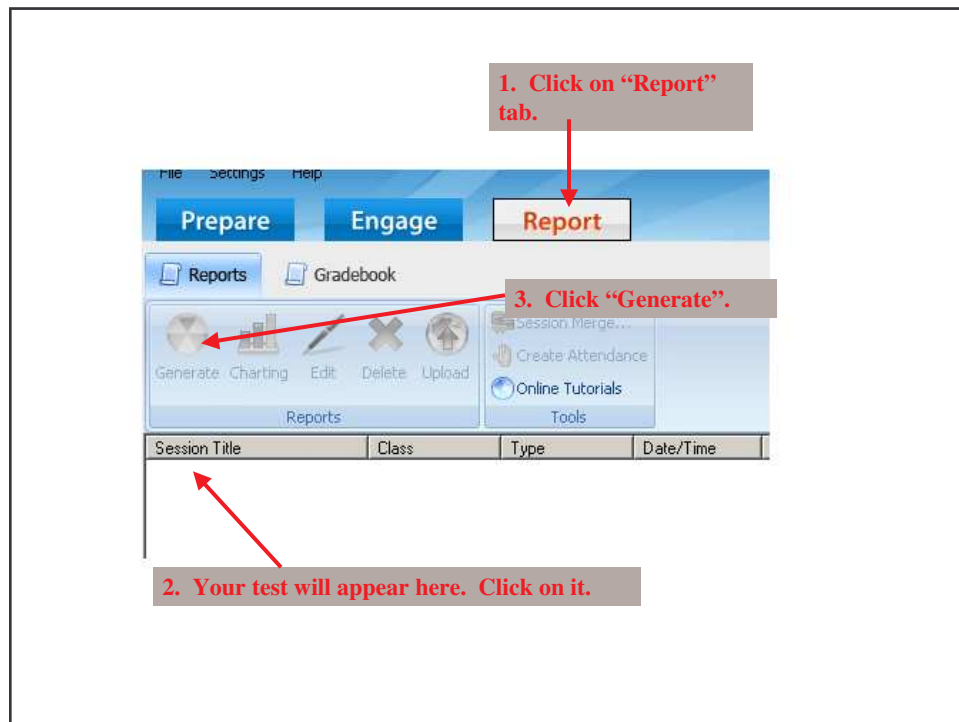 1. Click on “Report”
tab.
File Settings Help
Prepare Engage Report
Reports Gradebook
3. Click “Generate”.
Session Merge...
Create Attendance
Generate Charting Edit Delete Upload
Online Tutorials
Reports Tools
Session Title Class Type Date/Time
2. Your test will appear here. Click on it.